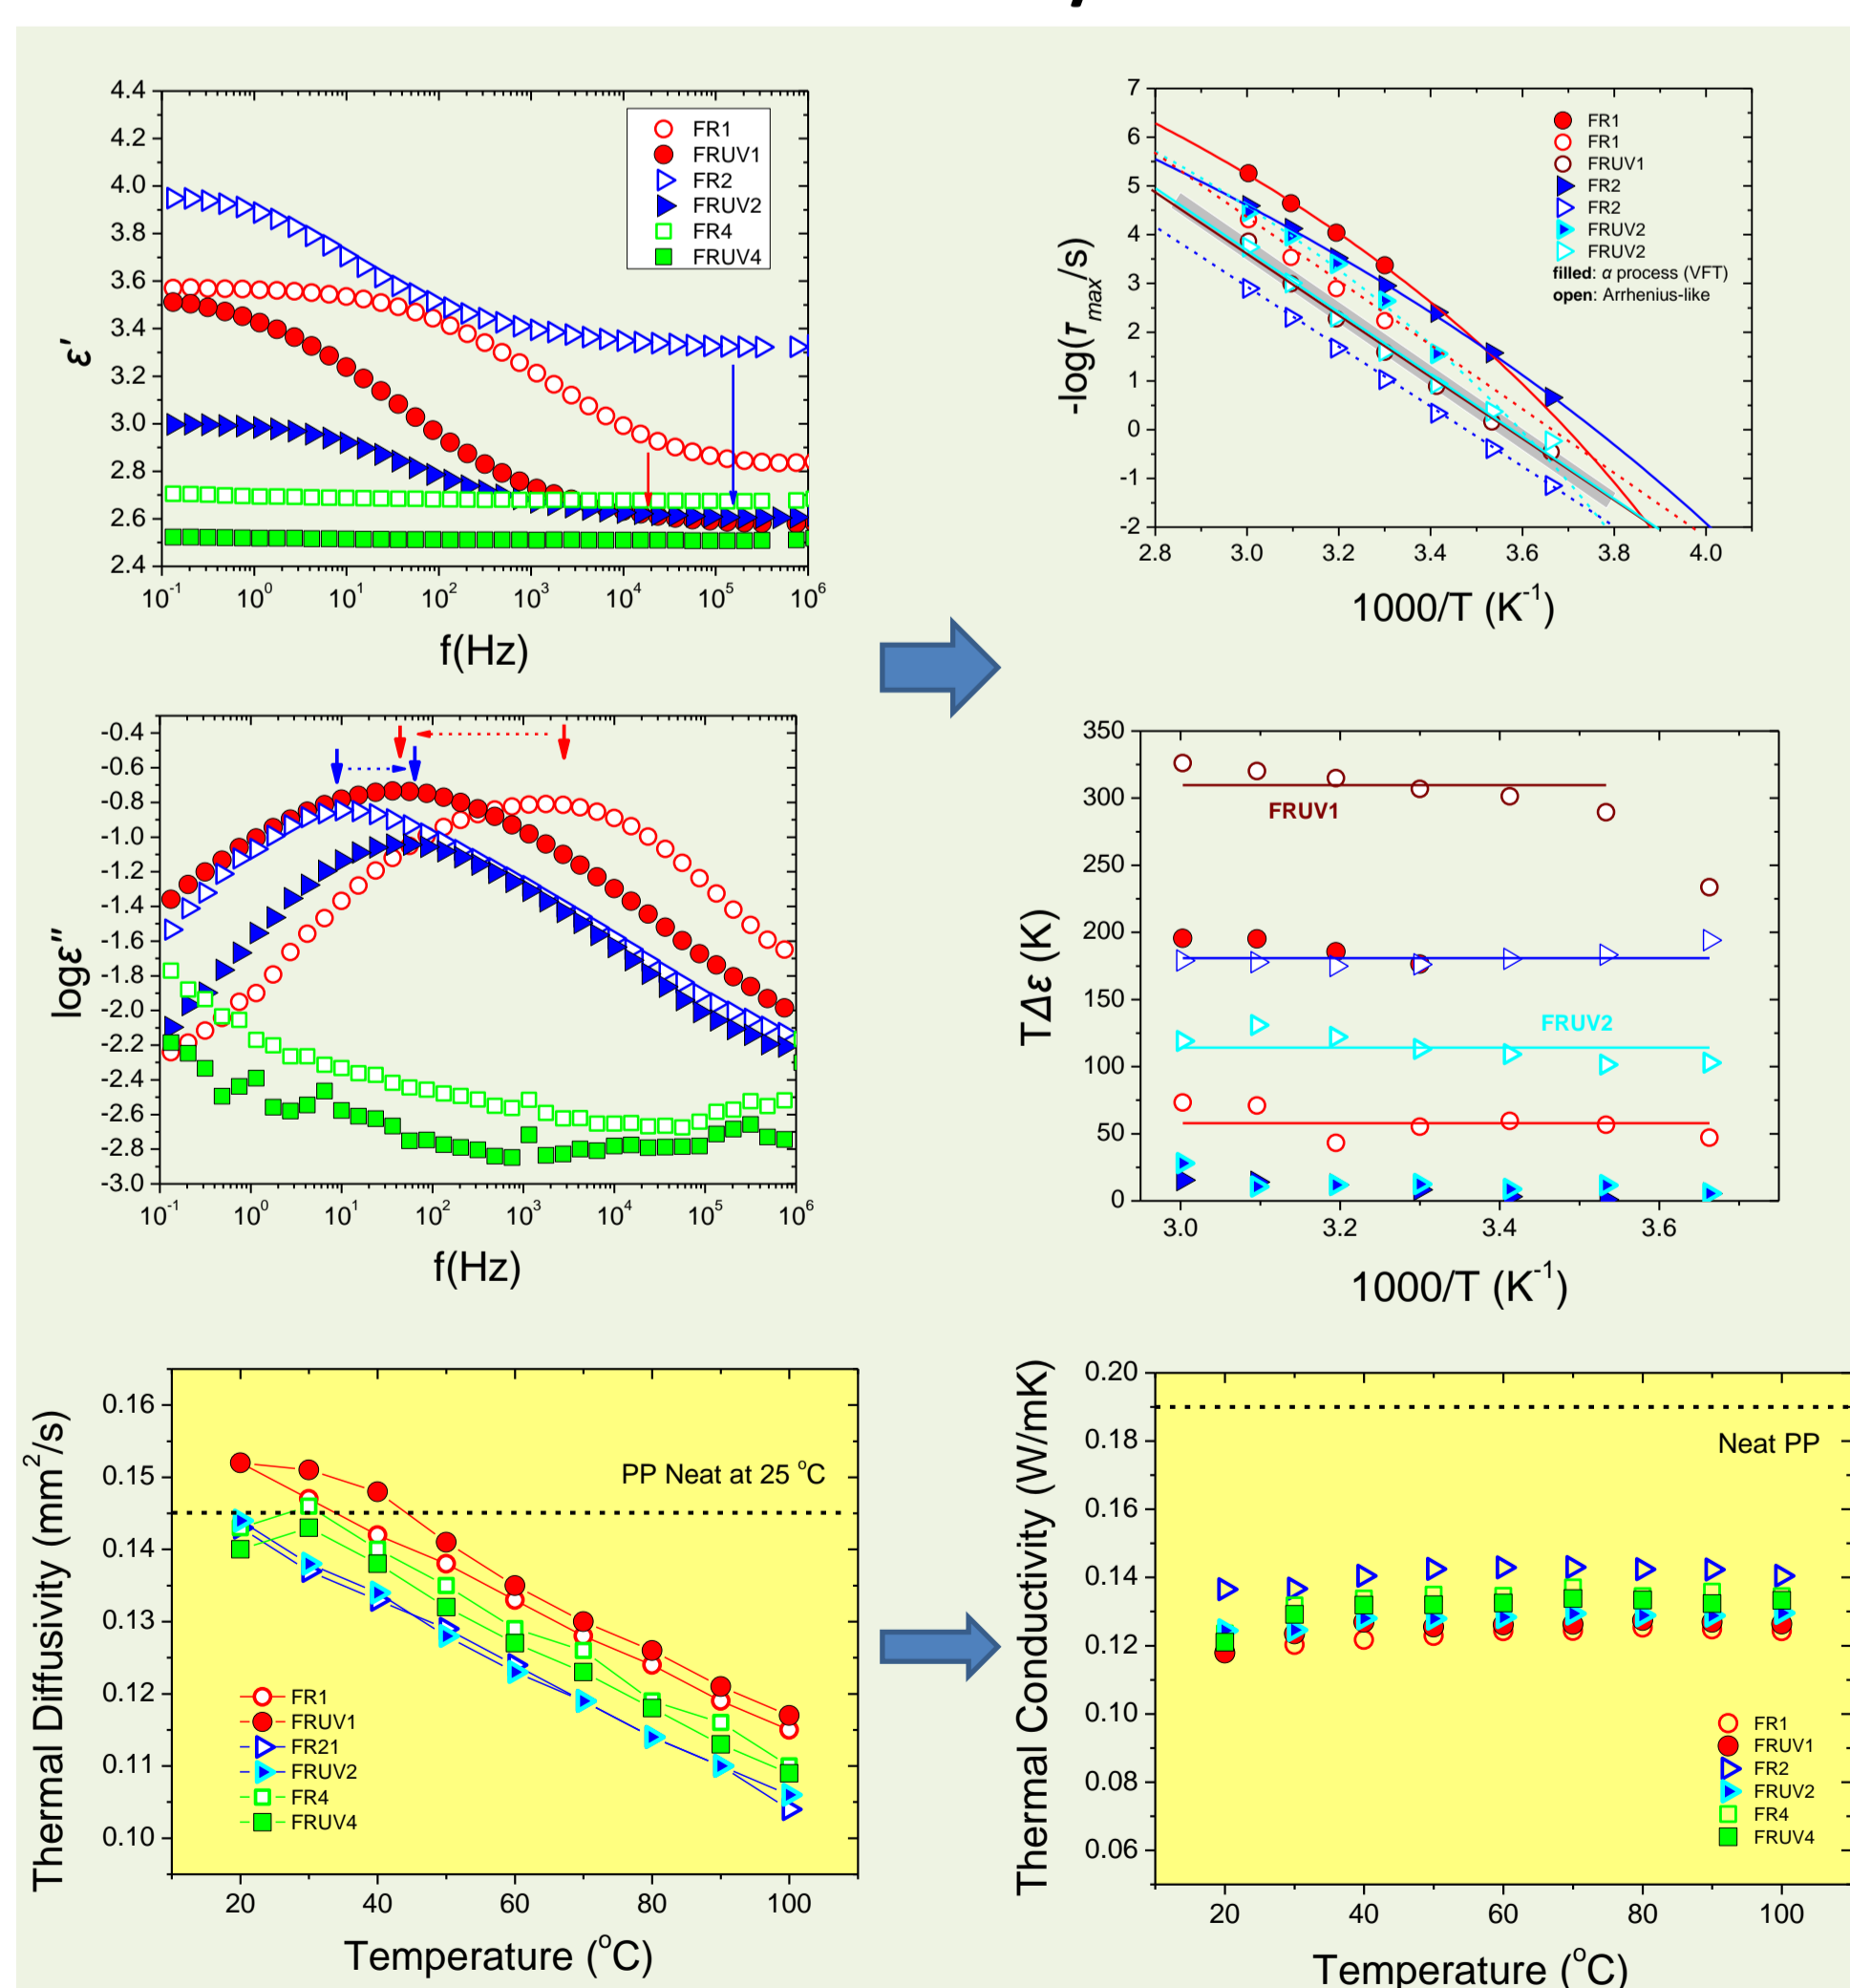 4.4
4.2
4.0
3.8
3.6
3.4
3.2
3.0
2.8
2.6
2.4
ε'
FR1
FRUV1
FR2
FRUV2
FR4
FRUV4
10⁻¹ 10⁰ 10¹ 10² 10³ 10⁴ 10⁵ 10⁶
f(Hz)
7
6
5
4
3
2
1
0
-1
-2
-log(τmax/s)
FR1
FR1
FRUV1
FR2
FR2
FRUV2
FRUV2
filled: α process (VFT)
open: Arrhenius-like
2.8 3.0 3.2 3.4 3.6 3.8 4.0
1000/T (K⁻¹)
-0.4
-0.6
-0.8
-1.0
-1.2
-1.4
-1.6
-1.8
-2.0
-2.2
-2.4
-2.6
-2.8
-3.0
logε''
10⁻¹ 10⁰ 10¹ 10² 10³ 10⁴ 10⁵ 10⁶
f(Hz)
350
300
250
200
150
100
50
0
TΔε (K)
FRUV1
FRUV2
3.0 3.2 3.4 3.6
1000/T (K⁻¹)
0.16
0.15
0.14
0.13
0.12
0.11
0.10
Thermal Diffusivity (mm²/s)
PP Neat at 25 °C
FR1
FRUV1
FR21
FRUV2
FR4
FRUV4
20 40 60 80 100
Temperature (°C)
0.20
0.18
0.16
0.14
0.12
0.10
0.08
0.06
Thermal Conductivity (W/mK)
Neat PP
FR1
FRUV1
FR2
FRUV2
FR4
FRUV4
20 40 60 80 100
Temperature (°C)